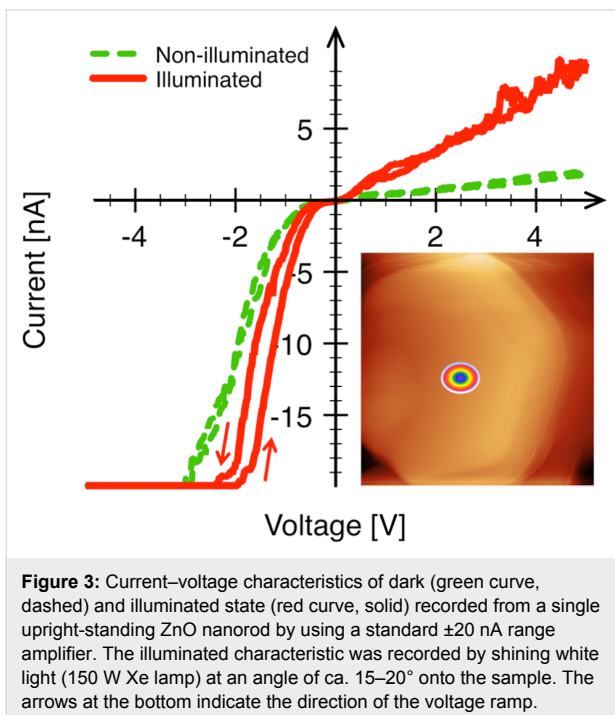 Non-illuminated
Illuminated
5
-4
-2
2
4
-5
-10
-15
Current [nA]
Voltage [V]
Figure 3: Current–voltage characteristics of dark (green curve,
dashed) and illuminated state (red curve, solid) recorded from a single
upright-standing ZnO nanorod by using a standard ±20 nA range
amplifier. The illuminated characteristic was recorded by shining white
light (150 W Xe lamp) at an angle of ca. 15–20° onto the sample. The
arrows at the bottom indicate the direction of the voltage ramp.